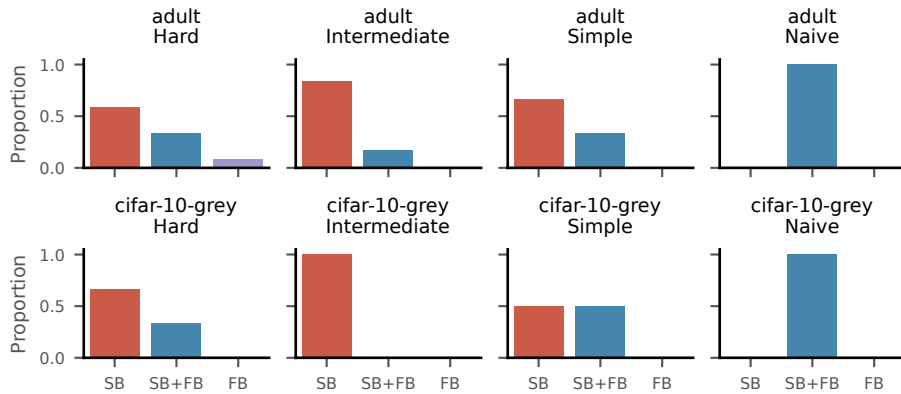 adult
Hard
adult
Intermediate
adult
Simple
adult
Naive
Proportion
1.0
0.5
0.0
cifar-10-grey
Hard
cifar-10-grey
Intermediate
cifar-10-grey
Simple
cifar-10-grey
Naive
Proportion
1.0
0.5
0.0
SB SB+FB FB
SB SB+FB FB
SB SB+FB FB
SB SB+FB FB